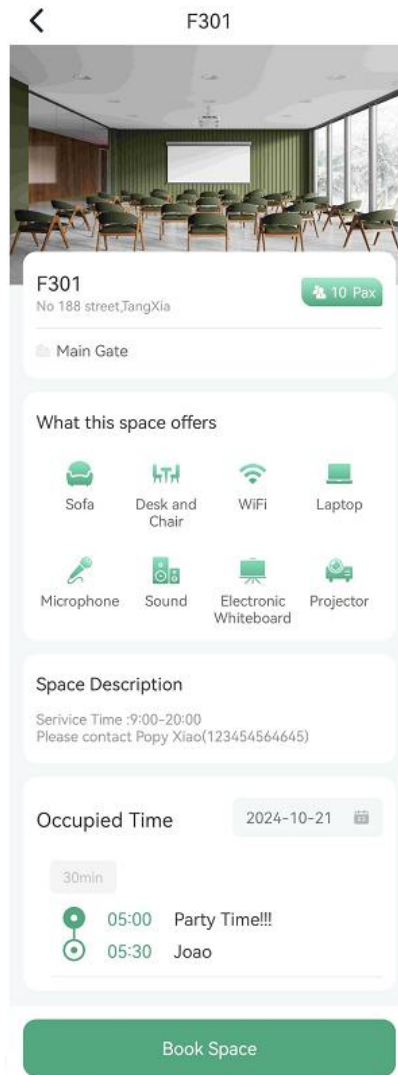 F301
F301
10 Pax
No 188 street,TangXia
Main Gate
What this space offers
Sofa
Desk and
Chair
WiFi
Laptop
Microphone
Sound
Electronic
Whiteboard
Projector
Space Description
Serivice Time :9:00-20:00
Please contact Popy Xiao(123454564645)
Occupied Time
2024-10-21
30min
05:00 Party Time!!!
05:30 Joao
Book Space